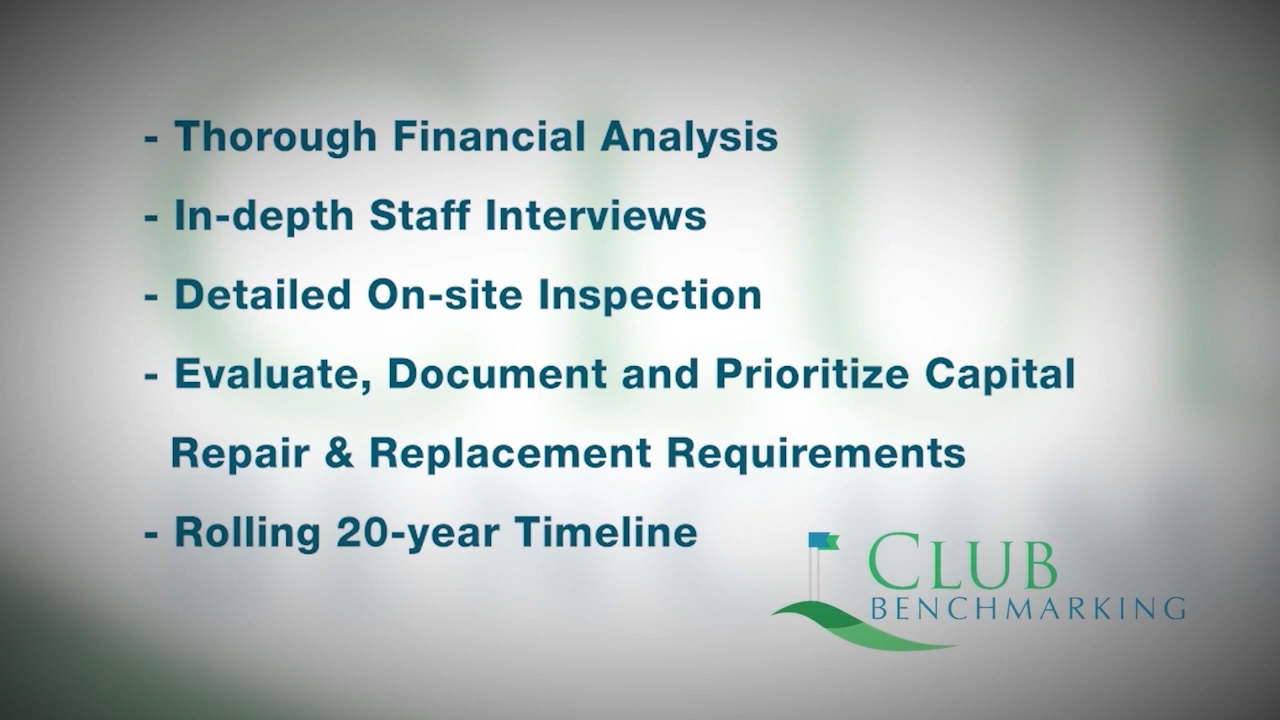 - Thorough Financial Analysis
- In-depth Staff Interviews
- Detailed On-site Inspection
- Evaluate, Document and Prioritize Capital
Repair & Replacement Requirements
- Rolling 20-year Timeline
CLUB
BENCHMARKING